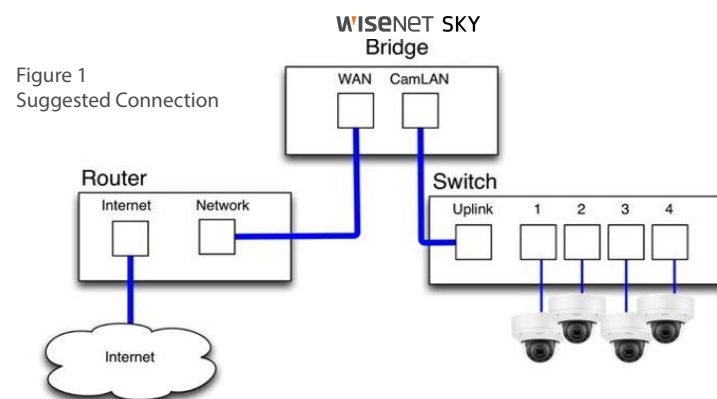 WISENET SKY
Bridge
Figure 1
Suggested Connection
WAN CamLAN
Router
Internet Network
Switch
Uplink 1 2 3 4
Internet